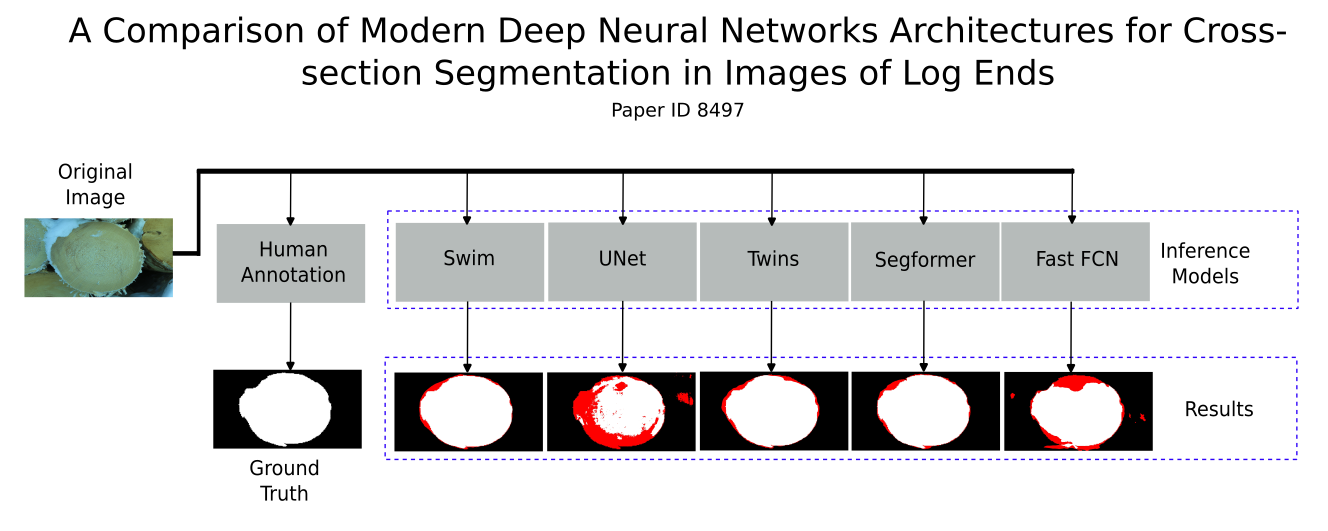 A Comparison of Modern Deep Neural Networks Architectures for Cross-
section Segmentation in Images of Log Ends
Paper ID 8497
Original
Image
Human
Annotation
Swim
UNet
Twins
Segformer
Fast FCN
Inference
Models
Results
Ground
Truth